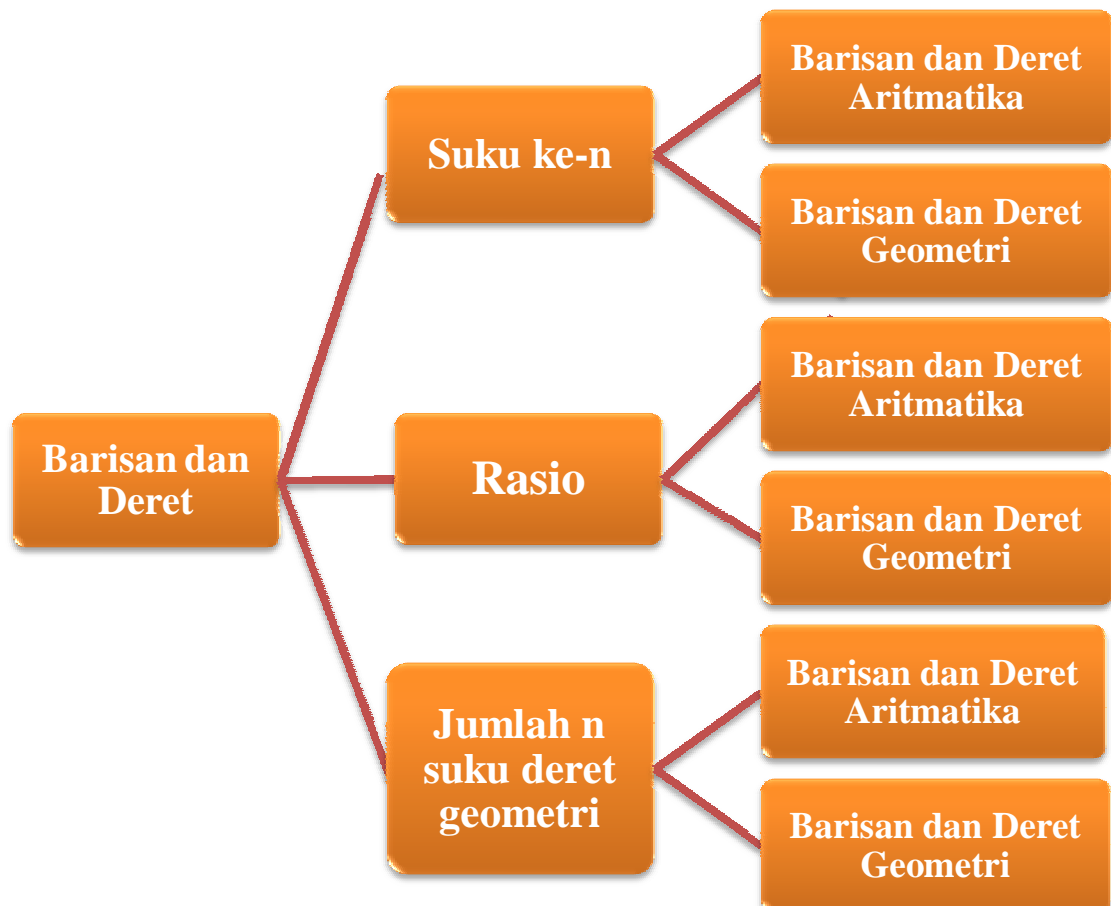 Barisan dan
Deret
Suku ke-n
Barisan dan Deret
Aritmatika
Barisan dan Deret
Geometri
Rasio
Barisan dan Deret
Aritmatika
Barisan dan Deret
Geometri
Jumlah n
suku deret
geometri
Barisan dan Deret
Aritmatika
Barisan dan Deret
Geometri